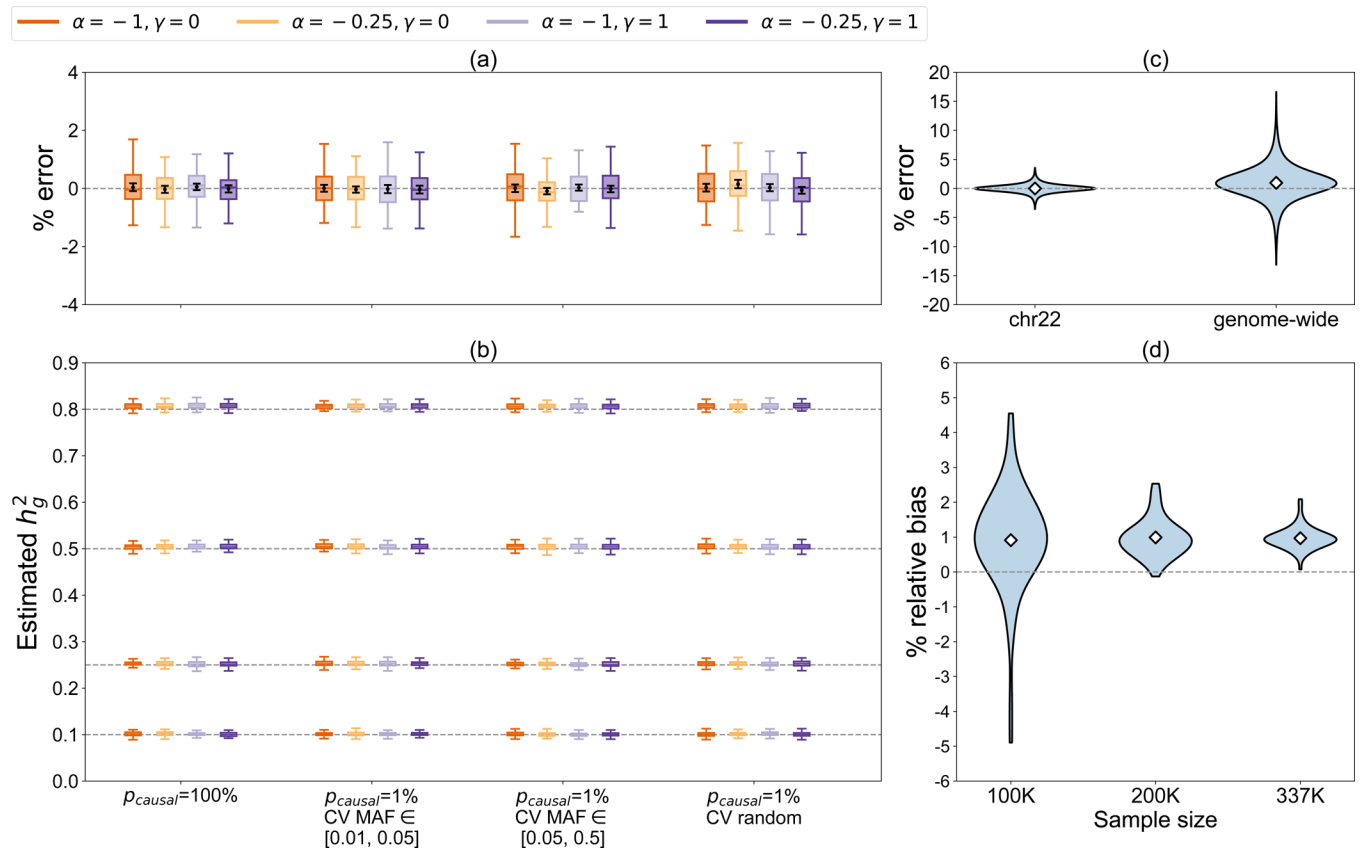 α = −1, γ = 0 α = −0.25, γ = 0 α = −1, γ = 1 α = −0.25, γ = 1
(a)
% error
4
2
0
-2
-4
(c)
% error
20
15
10
5
0
-5
-10
-15
-20
chr22 genome-wide
(b)
Estimated h_g^2
0.9
0.8
0.7
0.6
0.5
0.4
0.3
0.2
0.1
0.0
p_causal=100% p_causal=1% p_causal=1% p_causal=1%
CV MAF ∈ CV MAF ∈ CV random
[0.01, 0.05] [0.05, 0.5]
(d)
% relative bias
6
5
4
3
2
1
0
-1
-2
-3
-4
-5
-6
100K 200K 337K
Sample size